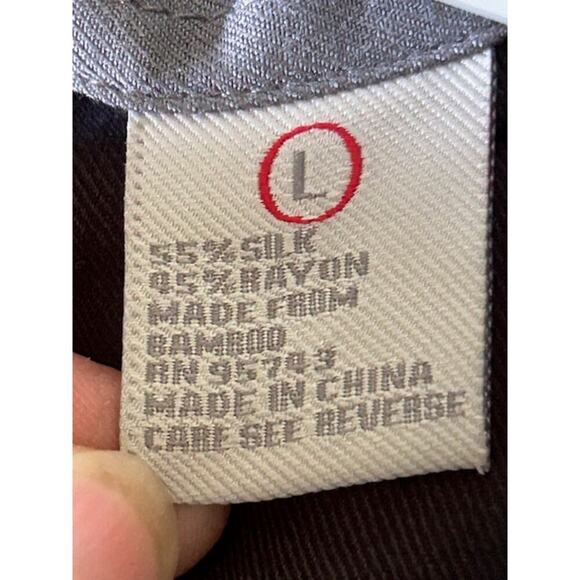 L
55% SILK
45% RAYON
MADE FROM
BAMBOO
RN 95743
MADE IN CHINA
CARE SEE REVERSE